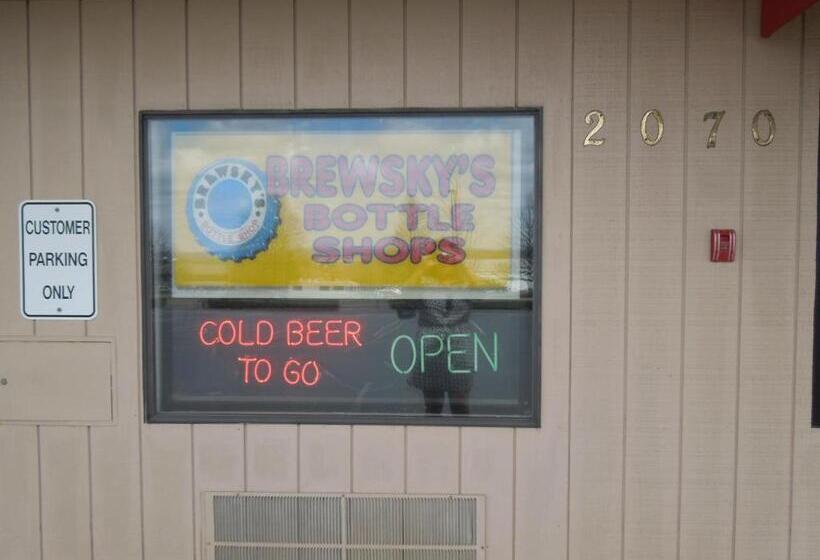 CUSTOMER
PARKING
ONLY
BREWSKY'S
BOTTLE SHOP
BREWSKY'S
BOTTLE
SHOPS
COLD BEER
TO GO
OPEN
2070